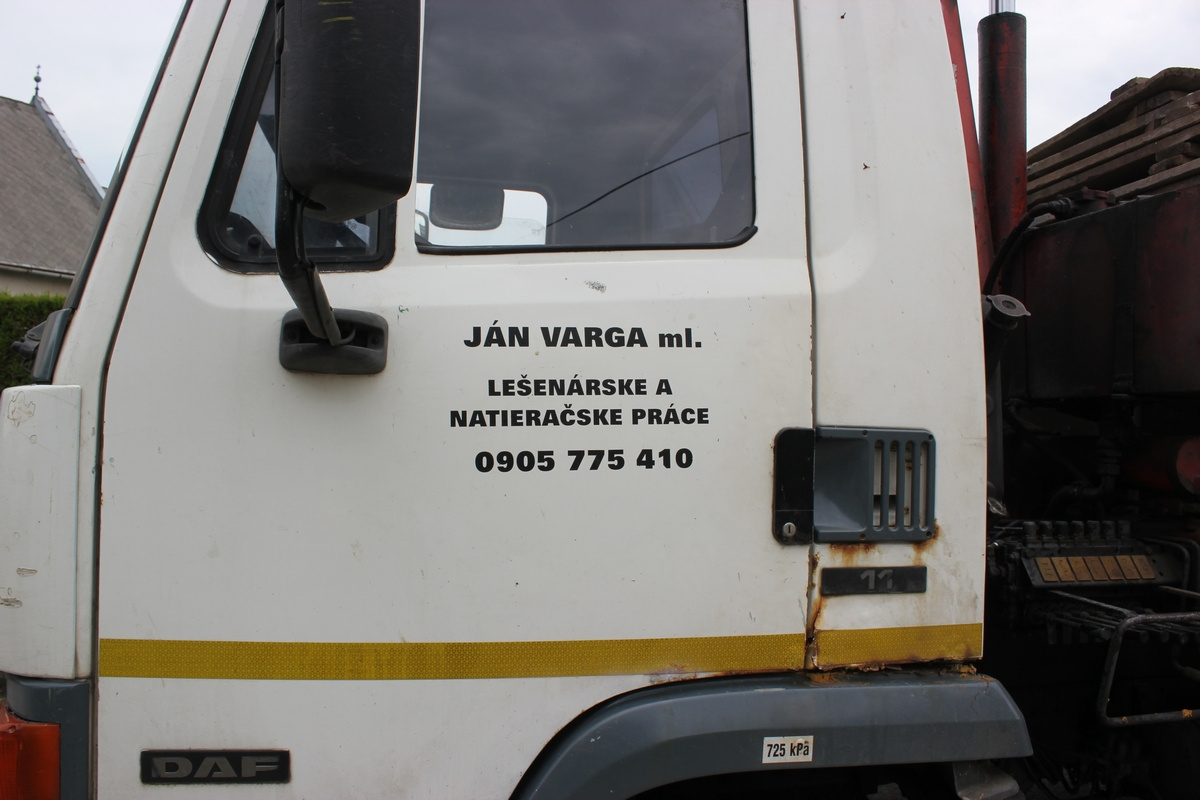 JÁN VARGA ml.
LEŠENÁRSKE A
NATIERAČSKE PRÁCE
0905 775 410
11
725 kPa
DAF